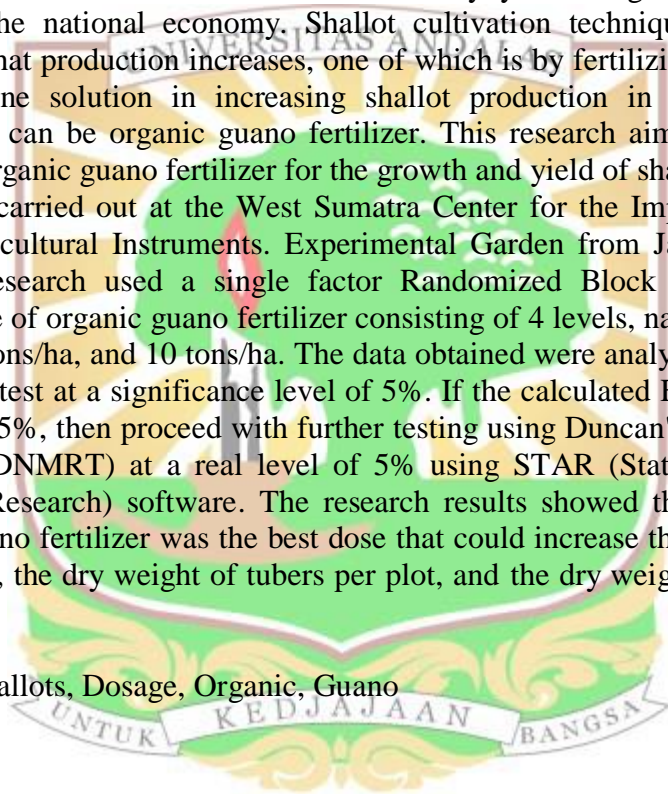 he national economy. Shallot cultivation techniqu
UNIVERSITAS ANDALAS
hat production increases, one of which is by fertilizi
ne solution in increasing shallot production in
can be organic guano fertilizer. This research aim
rganic guano fertilizer for the growth and yield of sha
carried out at the West Sumatra Center for the Im
cultural Instruments. Experimental Garden from Ja
esearch used a single factor Randomized Block
e of organic guano fertilizer consisting of 4 levels, na
ons/ha, and 10 tons/ha. The data obtained were analy
test at a significance level of 5%. If the calculated F
5%, then proceed with further testing using Duncan'
DNMRT) at a real level of 5% using STAR (Stat
Research) software. The research results showed th
no fertilizer was the best dose that could increase th
, the dry weight of tubers per plot, and the dry weig
allots, Dosage, Organic, Guano
UNTUK KEDJAJAAN BANGSA